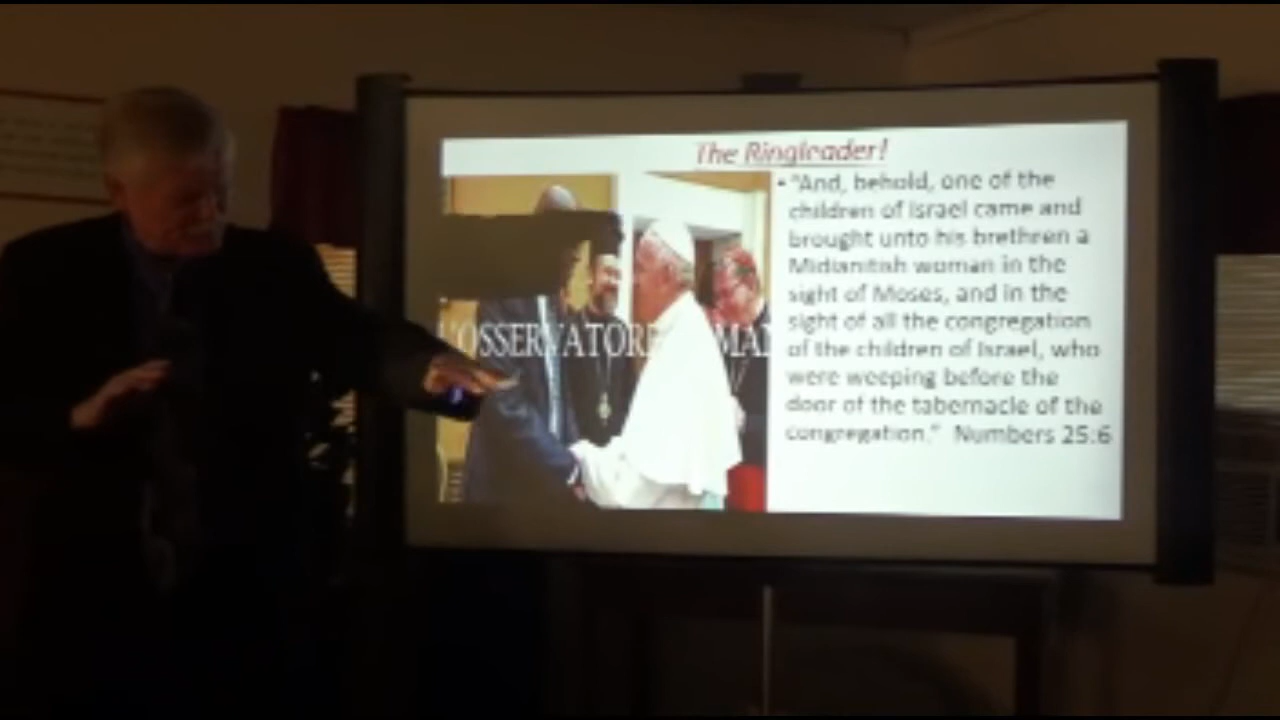 The Ringleader!
• "And, behold, one of the
children of Israel came and
brought unto his brethren a
Midianitish woman in the
sight of Moses, and in the
sight of all the congregation
of the children of Israel, who
were weeping before the
door of the tabernacle of the
congregation." Numbers 25:6
L'OSSERVATORE MAN